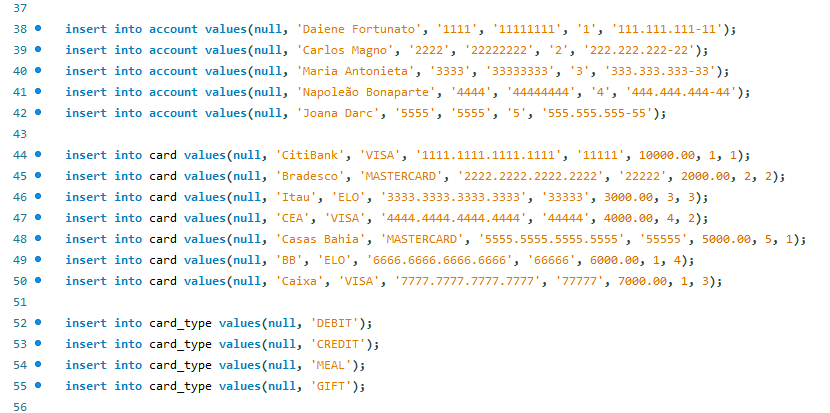 37
38 insert into account values(null, 'Daiene Fortunato', '1111', '11111111', '1', '111.111.111-11');
39 insert into account values(null, 'Carlos Magno', '2222', '22222222', '2', '222.222.222-22');
40 insert into account values(null, 'Maria Antonieta', '3333', '33333333', '3', '333.333.333-33');
41 insert into account values(null, 'Napoleão Bonaparte', '4444', '44444444', '4', '444.444.444-44');
42 insert into account values(null, 'Joana Darc', '5555', '5555', '5', '555.555.555-55');
43
44 insert into card values(null, 'CitiBank', 'VISA', '1111.1111.1111.1111', '11111', 10000.00, 1, 1);
45 insert into card values(null, 'Bradesco', 'MASTERCARD', '2222.2222.2222.2222', '22222', 2000.00, 2, 2);
46 insert into card values(null, 'Itau', 'ELO', '3333.3333.3333.3333', '33333', 3000.00, 3, 3);
47 insert into card values(null, 'CEA', 'VISA', '4444.4444.4444.4444', '44444', 4000.00, 4, 2);
48 insert into card values(null, 'Casas Bahia', 'MASTERCARD', '5555.5555.5555.5555', '55555', 5000.00, 5, 1);
49 insert into card values(null, 'BB', 'ELO', '6666.6666.6666.6666', '66666', 6000.00, 1, 4);
50 insert into card values(null, 'Caixa', 'VISA', '7777.7777.7777.7777', '77777', 7000.00, 1, 3);
51
52 insert into card_type values(null, 'DEBIT');
53 insert into card_type values(null, 'CREDIT');
54 insert into card_type values(null, 'MEAL');
55 insert into card_type values(null, 'GIFT');
56